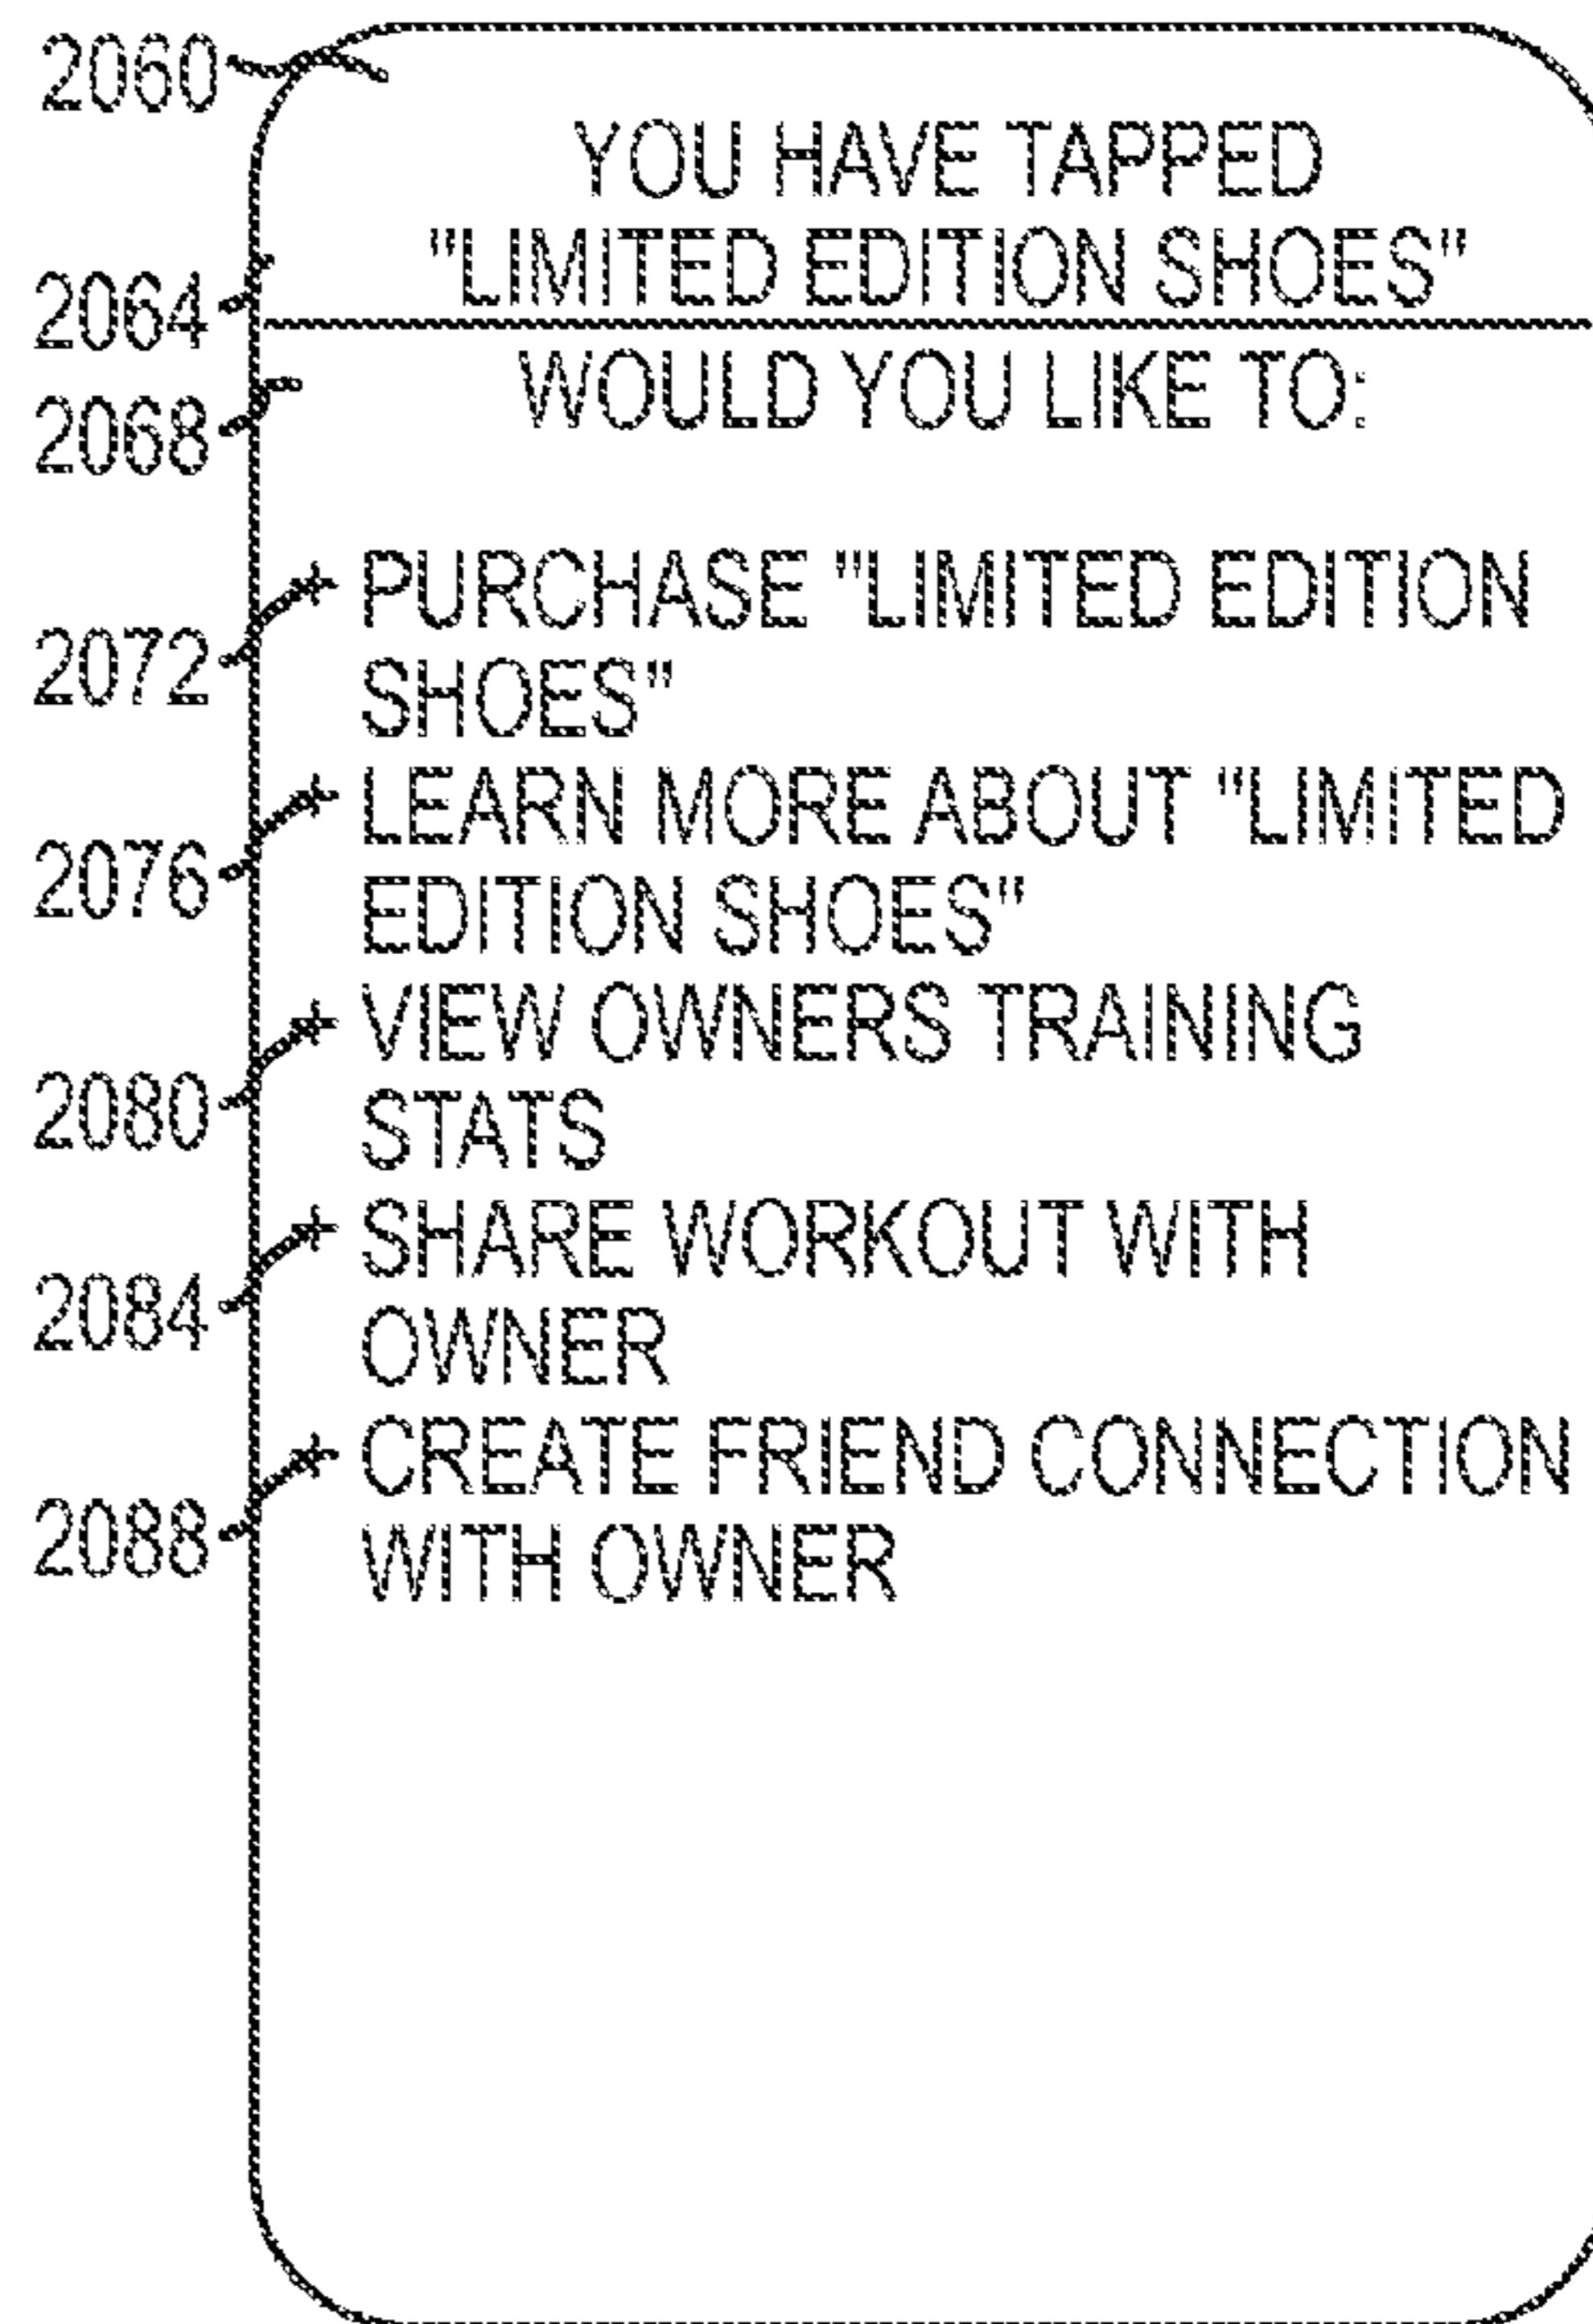 2060
YOU HAVE TAPPED
"LIMITED EDITION SHOES"
2064
WOULD YOU LIKE TO:
2068
PURCHASE "LIMITED EDITION
2072
SHOES"
LEARN MORE ABOUT "LIMITED
2076
EDITION SHOES"
VIEW OWNERS TRAINING
2080
STATS
SHARE WORKOUT WITH
2084
OWNER
CREATE FRIEND CONNECTION
2088
WITH OWNER